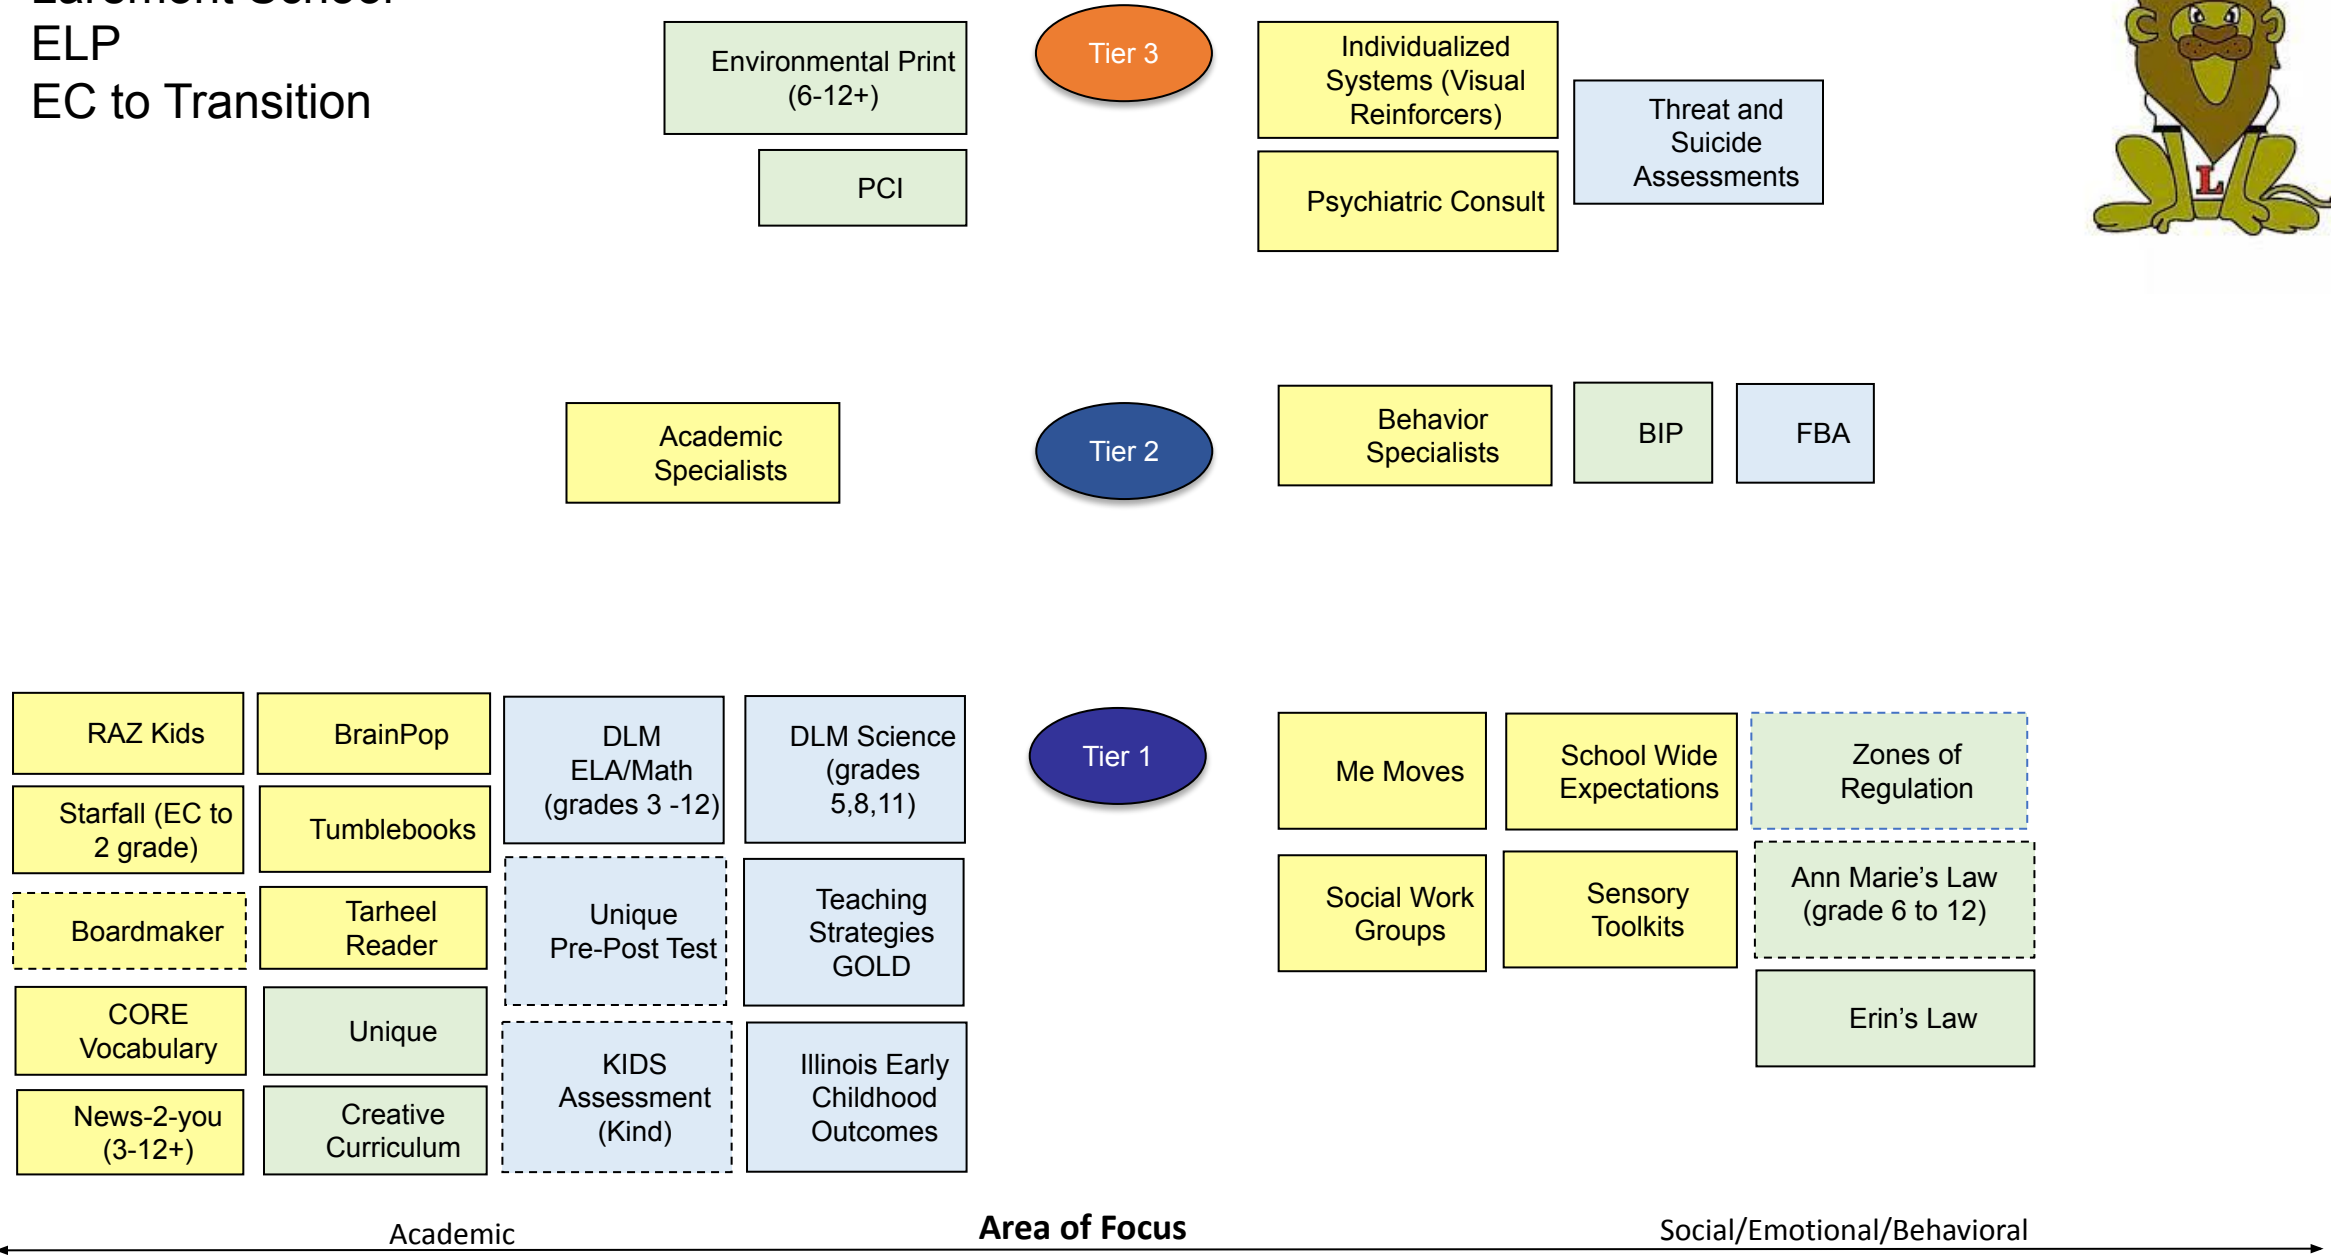 Laremont School
ELP
EC to Transition
Environmental Print
(6-12+)
PCI
Tier 3
Individualized
Systems (Visual
Reinforcers)
Psychiatric Consult
Threat and
Suicide
Assessments
L
Academic
Specialists
Tier 2
Behavior
Specialists
BIP
FBA
RAZ Kids
Starfall (EC to
2 grade)
Boardmaker
CORE
Vocabulary
News-2-you
(3-12+)
BrainPop
Tumblebooks
Tarheel
Reader
Unique
Creative
Curriculum
DLM
ELA/Math
(grades 3 -12)
Unique
Pre-Post Test
KIDS
Assessment
(Kind)
DLM Science
(grades
5,8,11)
Teaching
Strategies
GOLD
Illinois Early
Childhood
Outcomes
Tier 1
Me Moves
Social Work
Groups
School Wide
Expectations
Sensory
Toolkits
Zones of
Regulation
Ann Marie’s Law
(grade 6 to 12)
Erin’s Law
Academic
Area of Focus
Social/Emotional/Behavioral